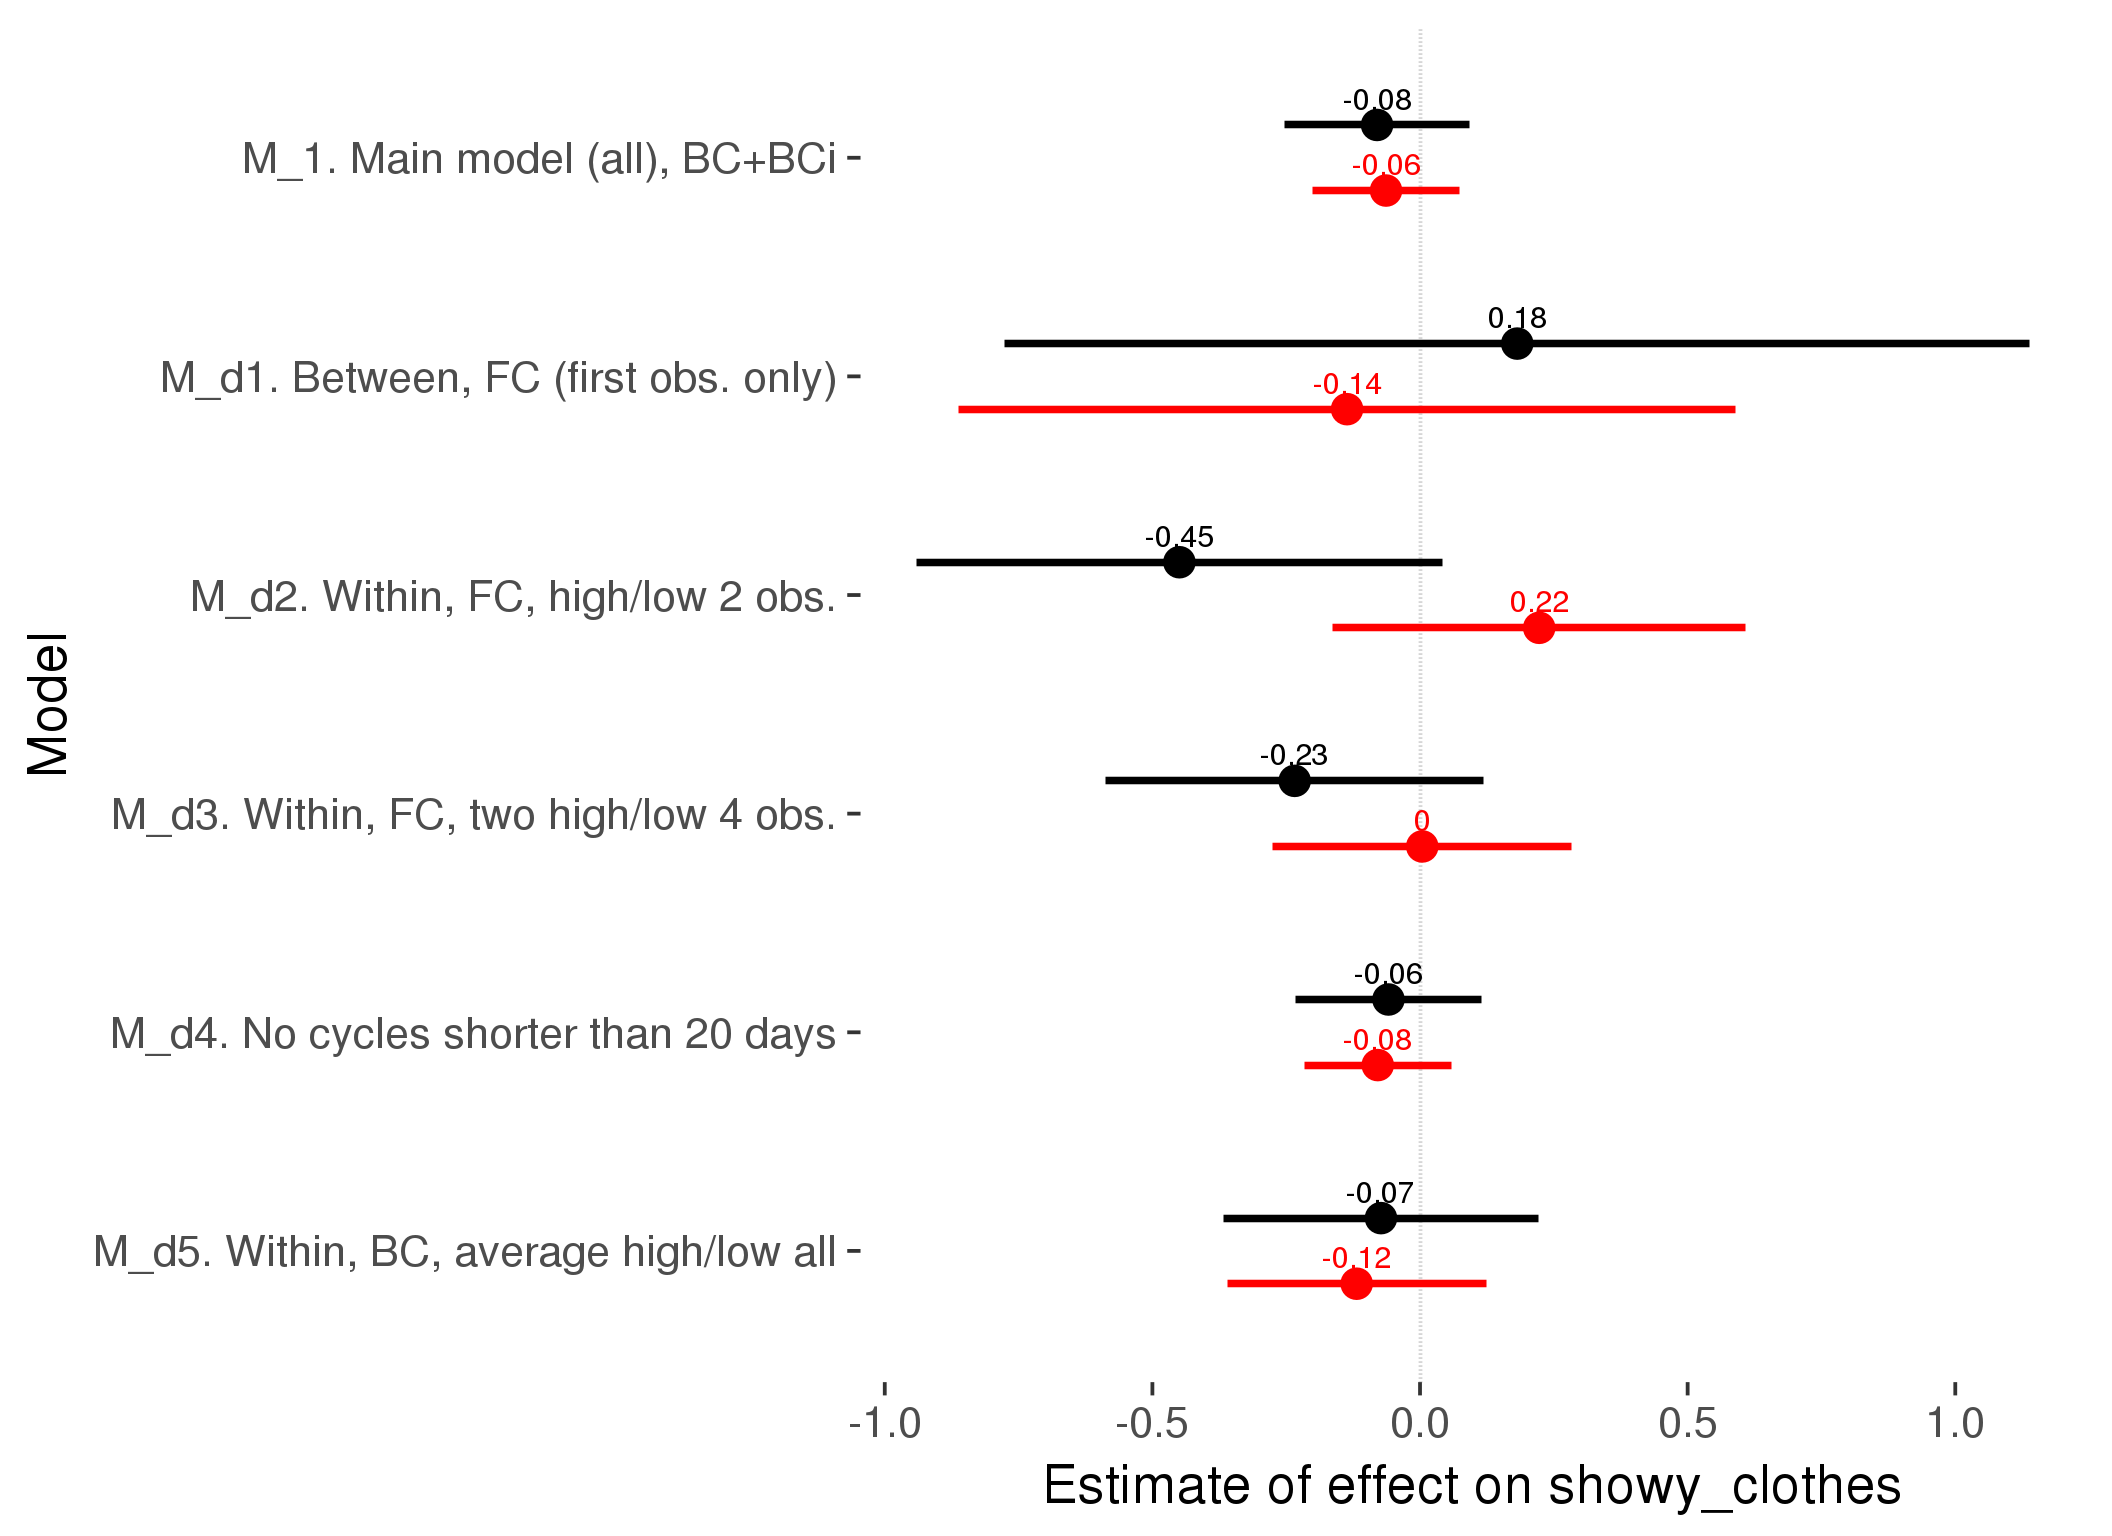 M_1. Main model (all), BC+BCi
-0.08
-0.06
M_d1. Between, FC (first obs. only)
0.18
-0.14
M_d2. Within, FC, high/low 2 obs.
-0.45
0.22
M_d3. Within, FC, two high/low 4 obs.
-0.23
0
M_d4. No cycles shorter than 20 days
-0.06
-0.08
M_d5. Within, BC, average high/low all
-0.07
-0.12
Model
-1.0 -0.5 0.0 0.5 1.0
Estimate of effect on showy_clothes